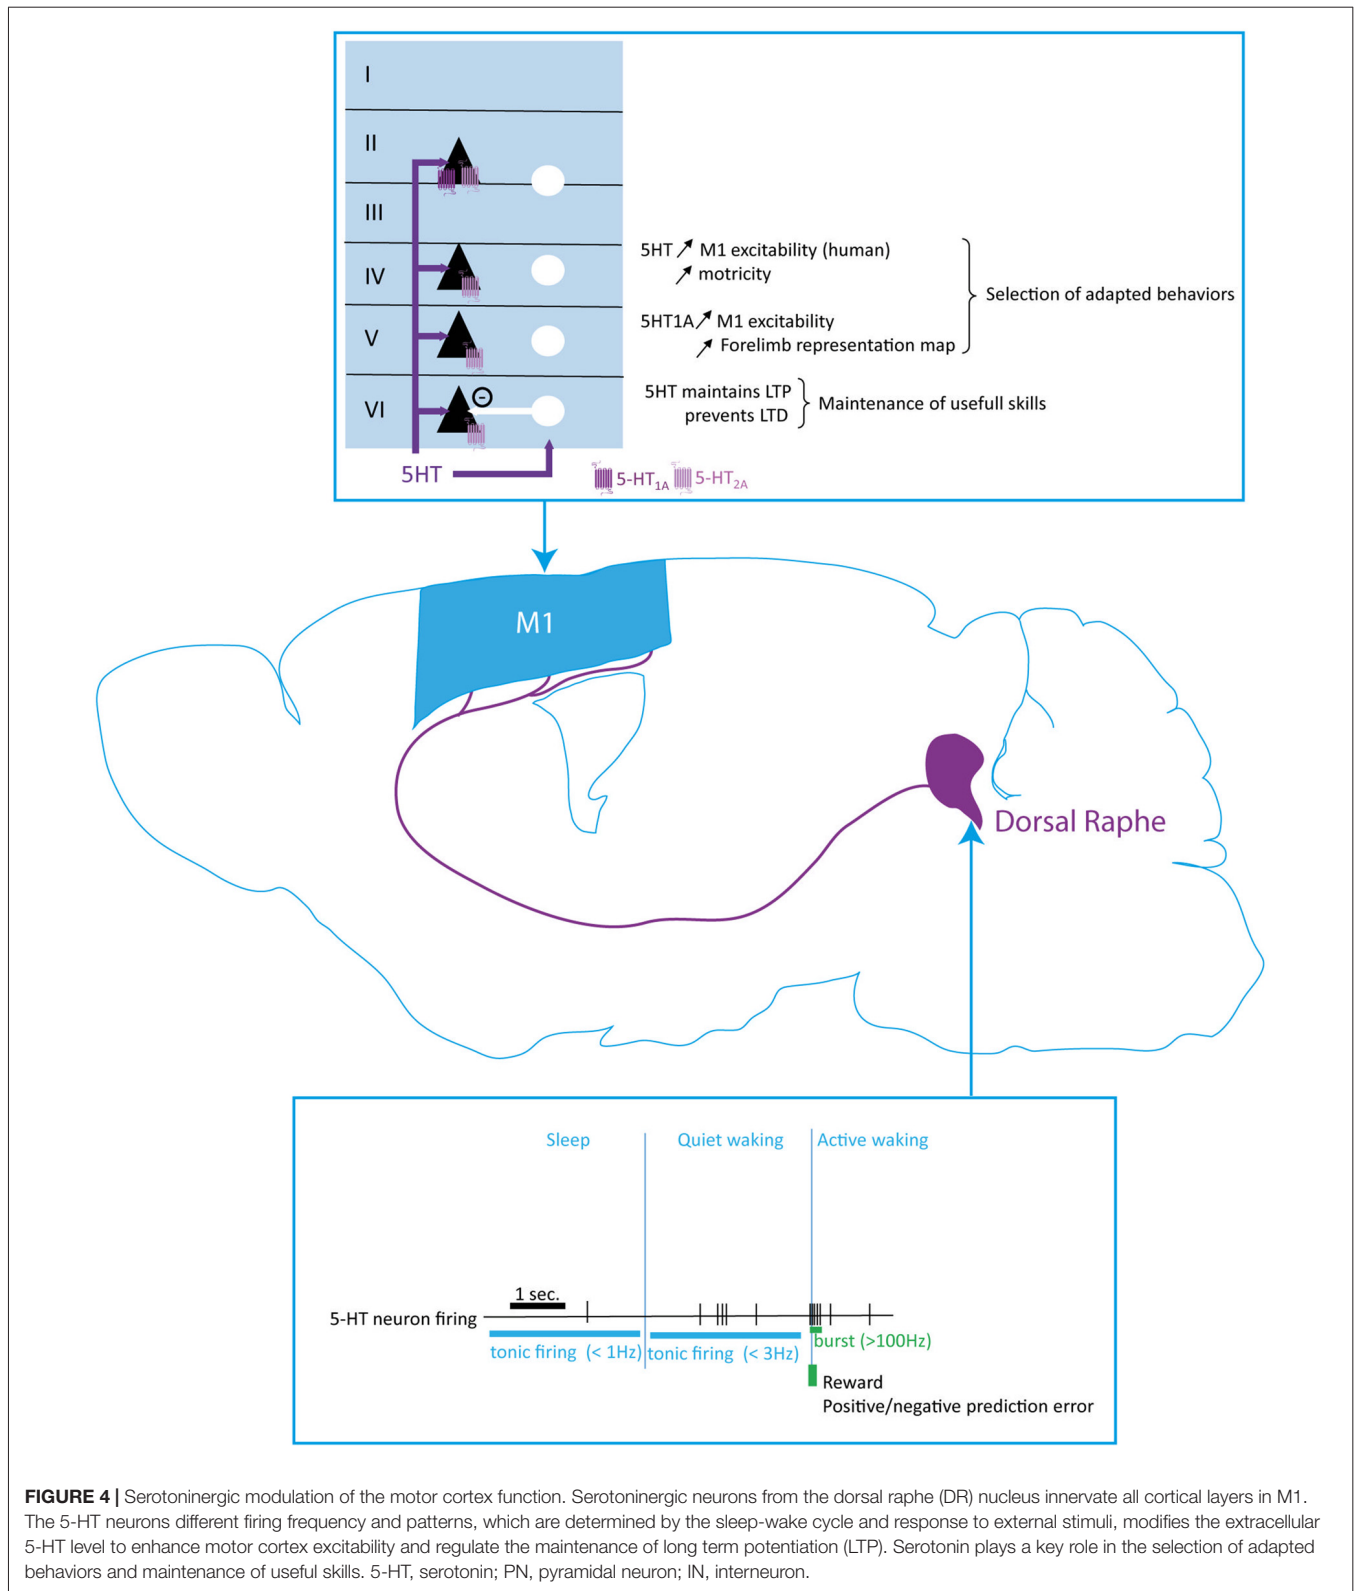 I
II
III
IV
V
VI
5HT ↗ M1 excitability (human)
↗ motricity
Selection of adapted behaviors
5HT1A ↗ M1 excitability
↗ Forelimb representation map
5HT maintains LTP
prevents LTD
Maintenance of usefull skills
-
5HT
5-HT1A 5-HT2A
M1
Dorsal Raphe
Sleep Quiet waking Active waking
1 sec.
5-HT neuron firing
burst (>100Hz)
tonic firing (< 1Hz) tonic firing (< 3Hz)
Reward
Positive/negative prediction error
FIGURE 4 | Serotoninergic modulation of the motor cortex function. Serotoninergic neurons from the dorsal raphe (DR) nucleus innervate all cortical layers in M1.
The 5-HT neurons different firing frequency and patterns, which are determined by the sleep-wake cycle and response to external stimuli, modifies the extracellular
5-HT level to enhance motor cortex excitability and regulate the maintenance of long term potentiation (LTP). Serotonin plays a key role in the selection of adapted
behaviors and maintenance of useful skills. 5-HT, serotonin; PN, pyramidal neuron; IN, interneuron.